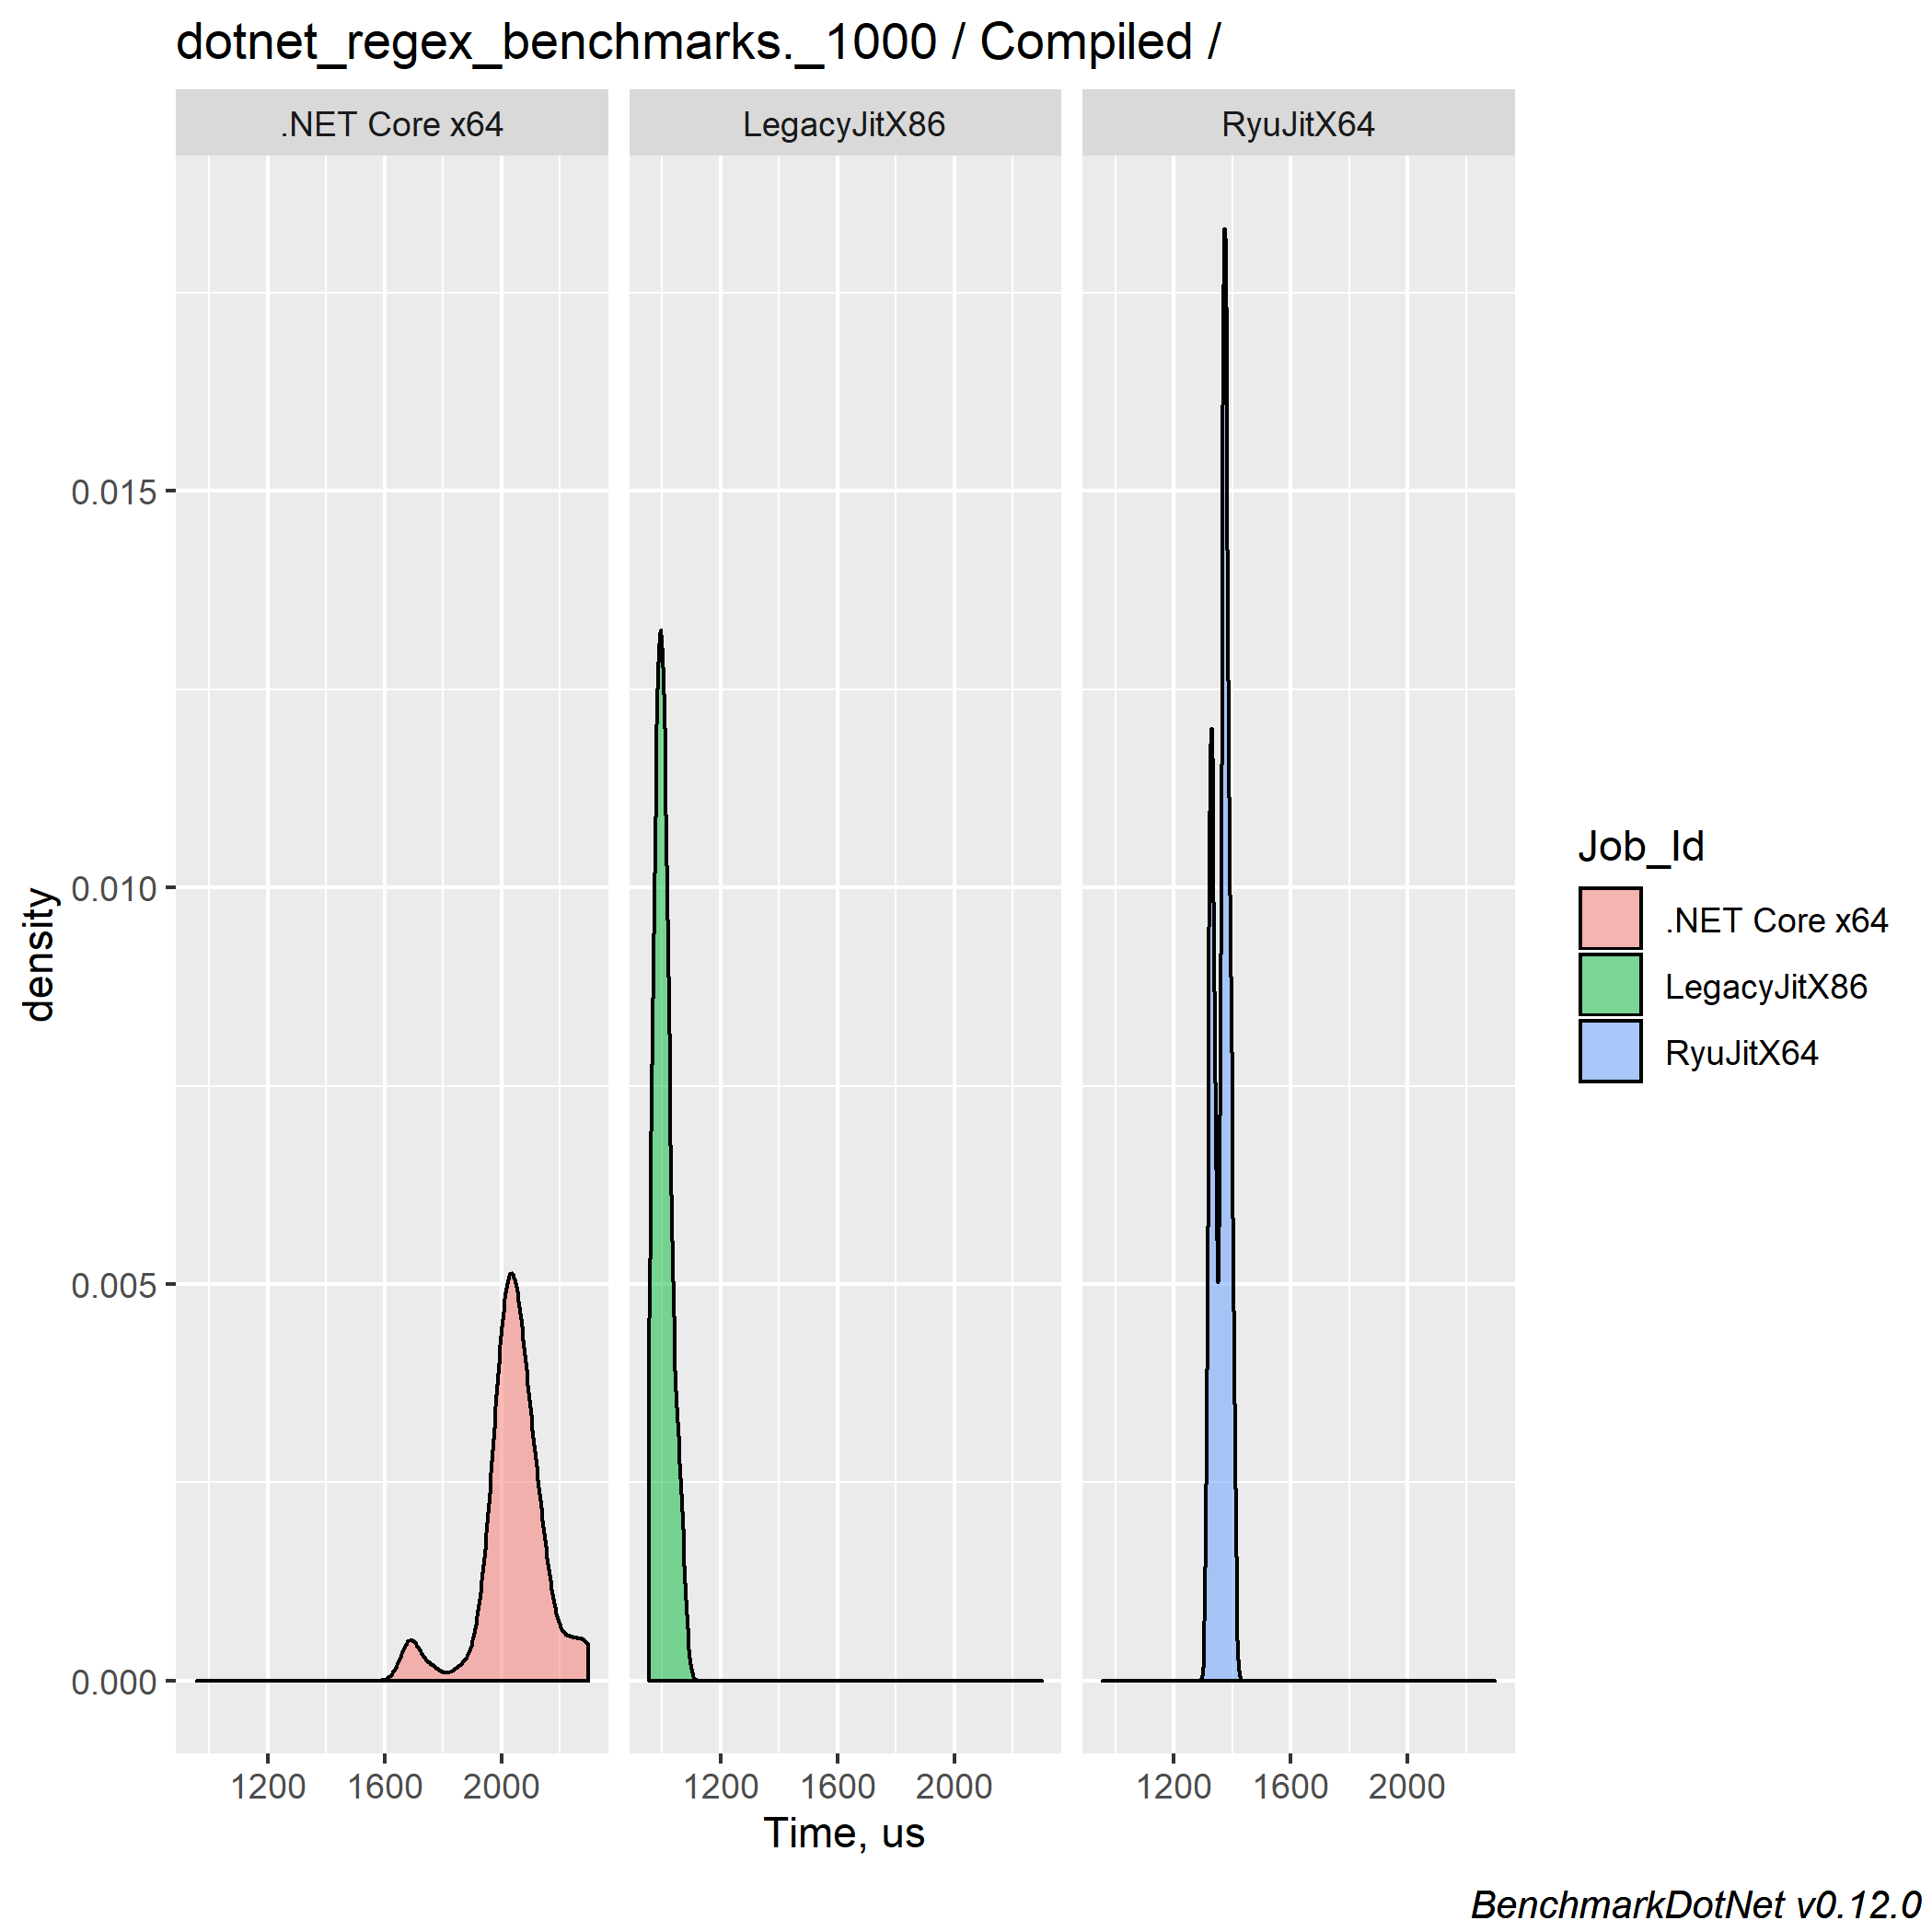 dotnet_regex_benchmarks._1000 / Compiled /
.NET Core x64
LegacyJitX86
RyuJitX64
0.015
0.010
0.005
0.000
density
1200 1600 2000
1200 1600 2000
1200 1600 2000
Time, us
Job_Id
.NET Core x64
LegacyJitX86
RyuJitX64
BenchmarkDotNet v0.12.0